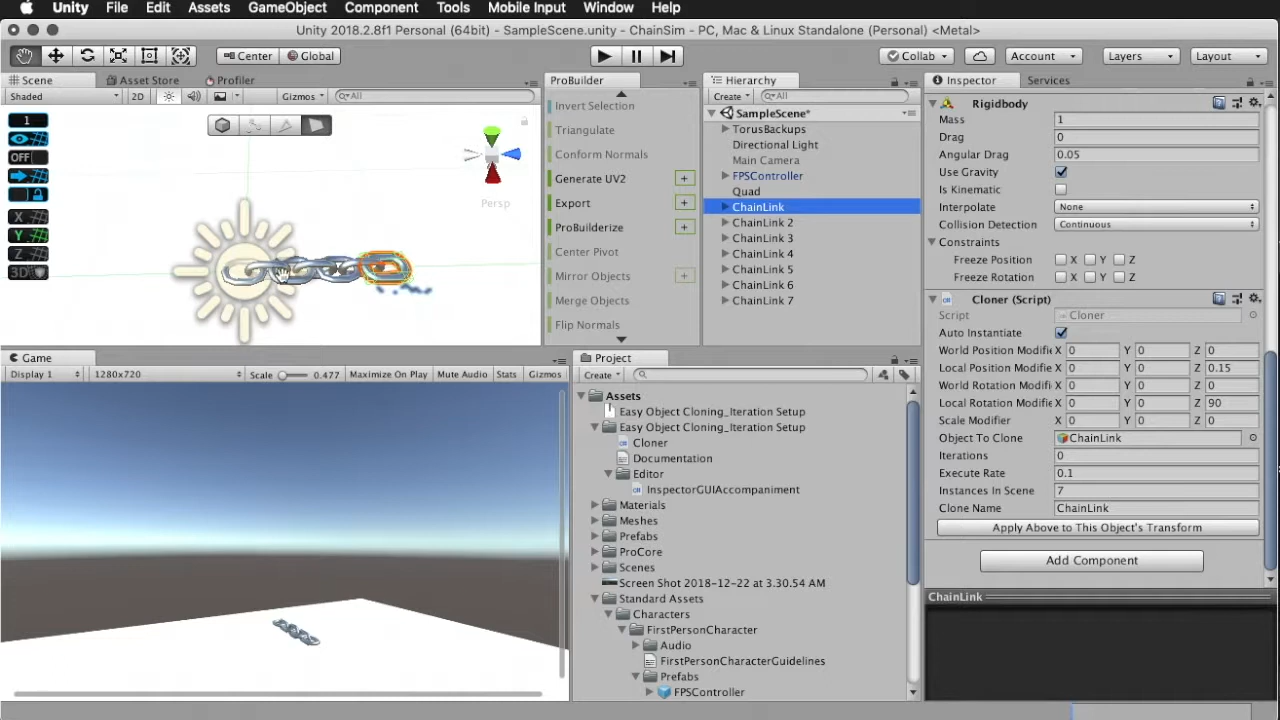 Unity File Edit Assets GameObject Component Tools Mobile Input Window Help
Unity 2018.2.8f1 Personal (64bit) - SampleScene.unity - ChainSim - PC, Mac & Linux Standalone (Personal) <Metal>
Center Global Collab Account Layers Layout
Scene Asset Store Profiler
Shaded 2D Gizmos All
1
OFF
X
Y
Z
3D
Persp
ProBuilder
Invert Selection
Triangulate
Conform Normals
Generate UV2 +
Export +
ProBuilderize +
Center Pivot
Mirror Objects +
Merge Objects
Flip Normals
Hierarchy
Create All
SampleScene*
TorusBackups
Directional Light
Main Camera
FPSController
Quad
ChainLink
ChainLink 2
ChainLink 3
ChainLink 4
ChainLink 5
ChainLink 6
ChainLink 7
Game
Display 1 1280x720 Scale 0.477 Maximize On Play Mute Audio Stats Gizmos
Project
Create
Assets
Easy Object Cloning_Iteration Setup
Easy Object Cloning_Iteration Setup
Cloner
Documentation
Editor
InspectorGUIAccompaniment
Materials
Meshes
Prefabs
ProCore
Scenes
Screen Shot 2018-12-22 at 3.30.54 AM
Standard Assets
Characters
FirstPersonCharacter
Audio
FirstPersonCharacterGuidelines
Prefabs
FPSController
Inspector Services
Rigidbody
Mass 1
Drag 0
Angular Drag 0.05
Use Gravity
Is Kinematic
Interpolate None
Collision Detection Continuous
Constraints
Freeze Position X Y Z
Freeze Rotation X Y Z
Cloner (Script)
Script Cloner
Auto Instantiate
World Position Modifi X 0 Y 0 Z 0
Local Position Modifie X 0 Y 0 Z 0.15
World Rotation Modifi X 0 Y 0 Z 0
Local Rotation Modifie X 0 Y 0 Z 90
Scale Modifier X 0 Y 0 Z 0
Object To Clone ChainLink
Iterations 0
Execute Rate 0.1
Instances In Scene 7
Clone Name ChainLink
Apply Above to This Object's Transform
Add Component
ChainLink